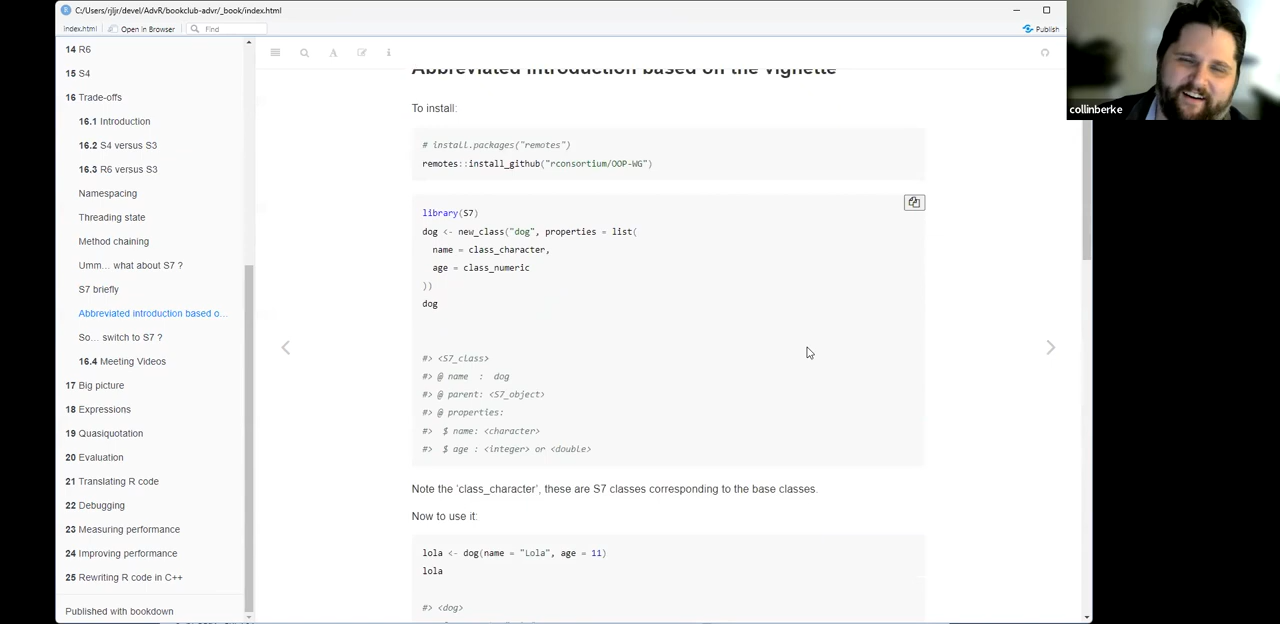 C:/Users/rjljr/devel/AdvR/bookclub-advr/_book/index.html
index.html
Open in Browser
Find
Publish
14 R6
15 S4
16 Trade-offs
16.1 Introduction
16.2 S4 versus S3
16.3 R6 versus S3
Namespacing
Threading state
Method chaining
Umm... what about S7 ?
S7 briefly
Abbreviated introduction based o...
So... switch to S7 ?
16.4 Meeting Videos
17 Big picture
18 Expressions
19 Quasiquotation
20 Evaluation
21 Translating R code
22 Debugging
23 Measuring performance
24 Improving performance
25 Rewriting R code in C++
Published with bookdown
Abbreviated introduction based on the vignette
To install:
# install.packages("remotes")
remotes::install_github("rconsortium/OOP-WG")
library(S7)
dog <- new_class("dog", properties = list(
name = class_character,
age = class_numeric
))
dog
#> <S7_class>
#> @ name : dog
#> @ parent: <S7_object>
#> @ properties:
#> $ name: <character>
#> $ age : <integer> or <double>
Note the 'class_character', these are S7 classes corresponding to the base classes.
Now to use it:
lola <- dog(name = "Lola", age = 11)
lola
#> <dog>
collinberke